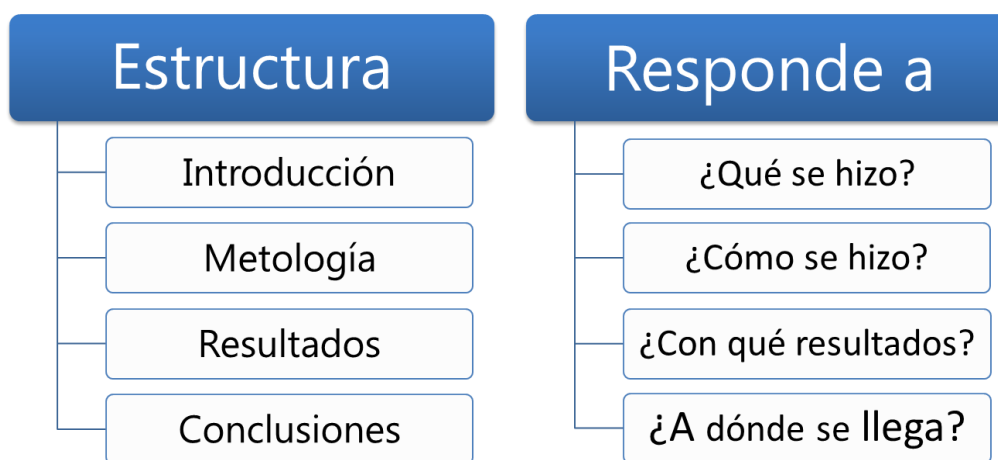 Estructura
Introducción
Metología
Resultados
Conclusiones
Responde a
¿Qué se hizo?
¿Cómo se hizo?
¿Con qué resultados?
¿A dónde se llega?